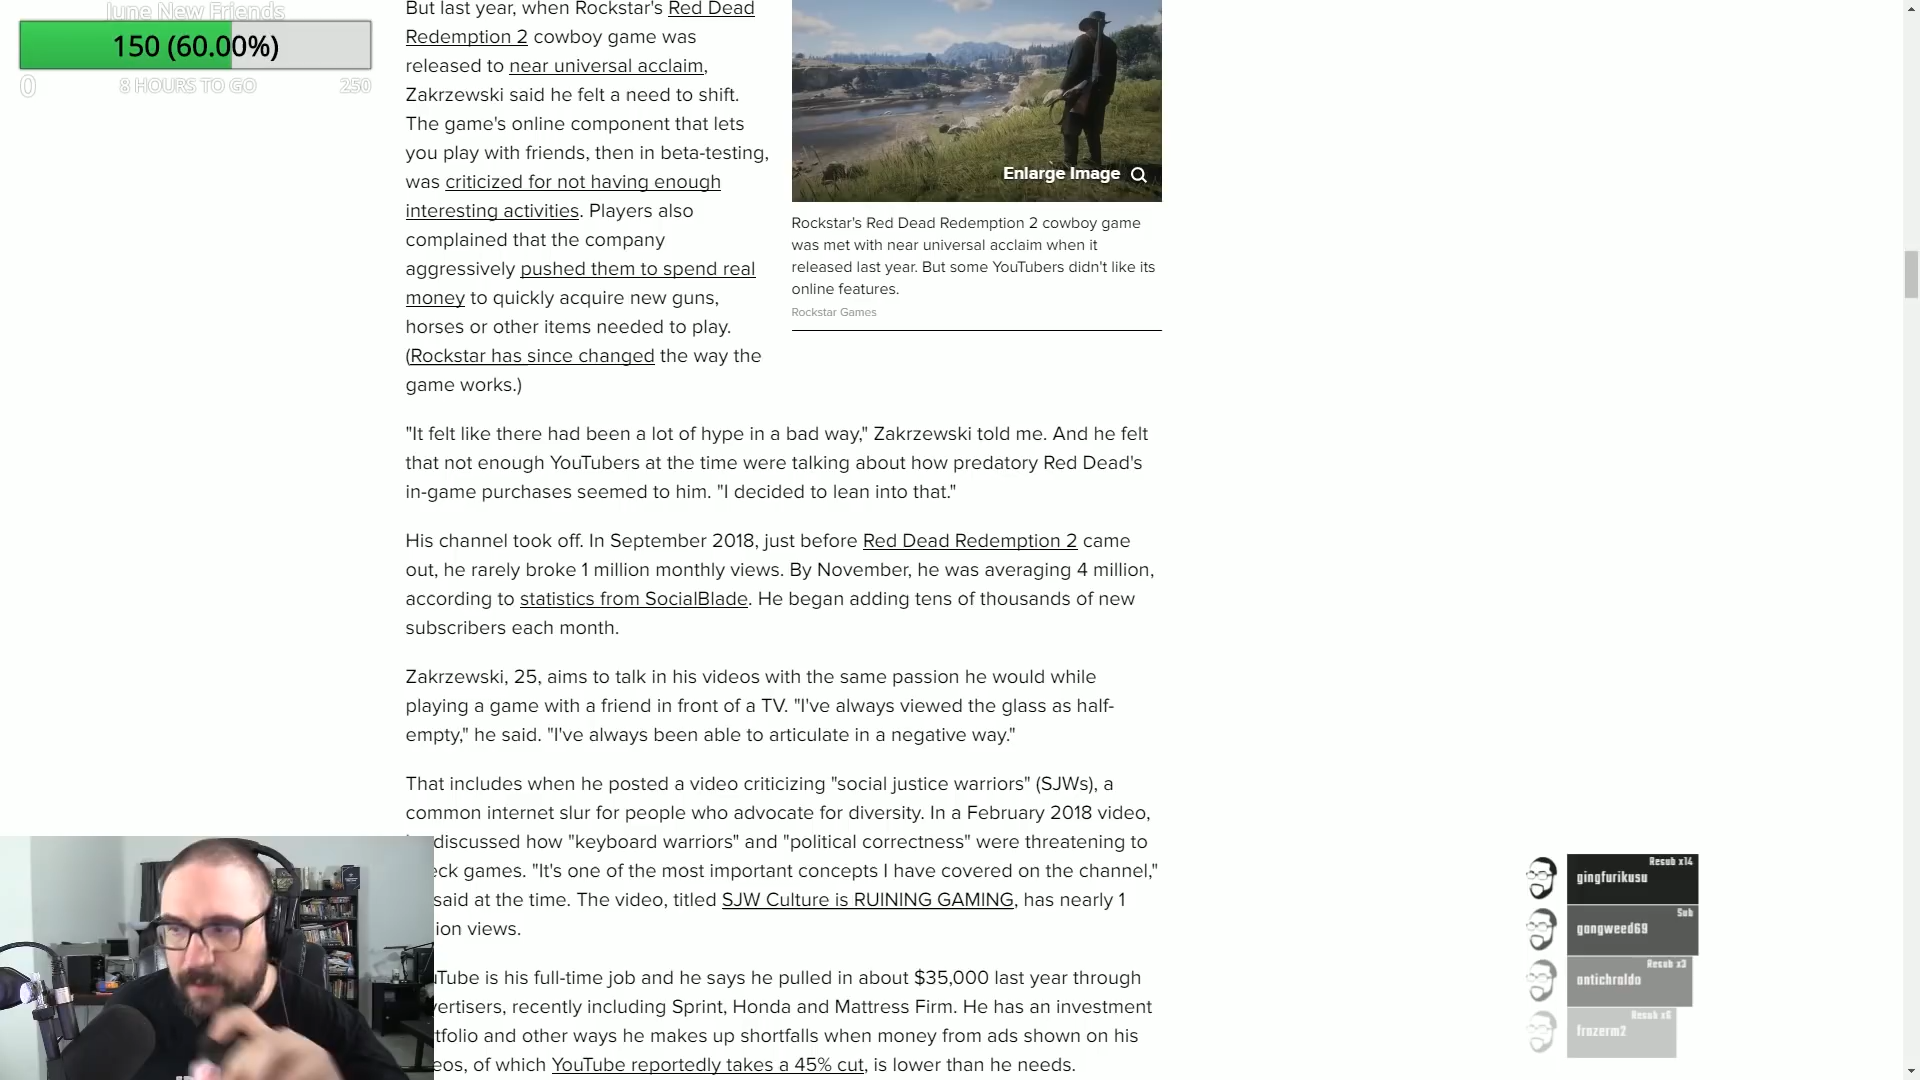 June New Friends
150 (60.00%)
0
8 HOURS TO GO
250
But last year, when Rockstar's Red Dead
Redemption 2 cowboy game was
released to near universal acclaim,
Zakrzewski said he felt a need to shift.
The game's online component that lets
you play with friends, then in beta-testing,
was criticized for not having enough
interesting activities. Players also
complained that the company
aggressively pushed them to spend real
money to quickly acquire new guns,
horses or other items needed to play.
(Rockstar has since changed the way the
game works.)
Enlarge Image
Rockstar's Red Dead Redemption 2 cowboy game
was met with near universal acclaim when it
released last year. But some YouTubers didn't like its
online features.
Rockstar Games
"It felt like there had been a lot of hype in a bad way," Zakrzewski told me. And he felt
that not enough YouTubers at the time were talking about how predatory Red Dead's
in-game purchases seemed to him. "I decided to lean into that."
His channel took off. In September 2018, just before Red Dead Redemption 2 came
out, he rarely broke 1 million monthly views. By November, he was averaging 4 million,
according to statistics from SocialBlade. He began adding tens of thousands of new
subscribers each month.
Zakrzewski, 25, aims to talk in his videos with the same passion he would while
playing a game with a friend in front of a TV. "I've always viewed the glass as half-
empty," he said. "I've always been able to articulate in a negative way."
That includes when he posted a video criticizing "social justice warriors" (SJWs), a
common internet slur for people who advocate for diversity. In a February 2018 video,
discussed how "keyboard warriors" and "political correctness" were threatening to
ck games. "It's one of the most important concepts I have covered on the channel,"
said at the time. The video, titled SJW Culture is RUINING GAMING, has nearly 1
ion views.
uTube is his full-time job and he says he pulled in about $35,000 last year through
ertisers, recently including Sprint, Honda and Mattress Firm. He has an investment
tfolio and other ways he makes up shortfalls when money from ads shown on his
eos, of which YouTube reportedly takes a 45% cut, is lower than he needs.
Resub x14
gingfurikusu
Sub
gangweed69
Resub x3
antichraldo
Resub x6
frazerm2